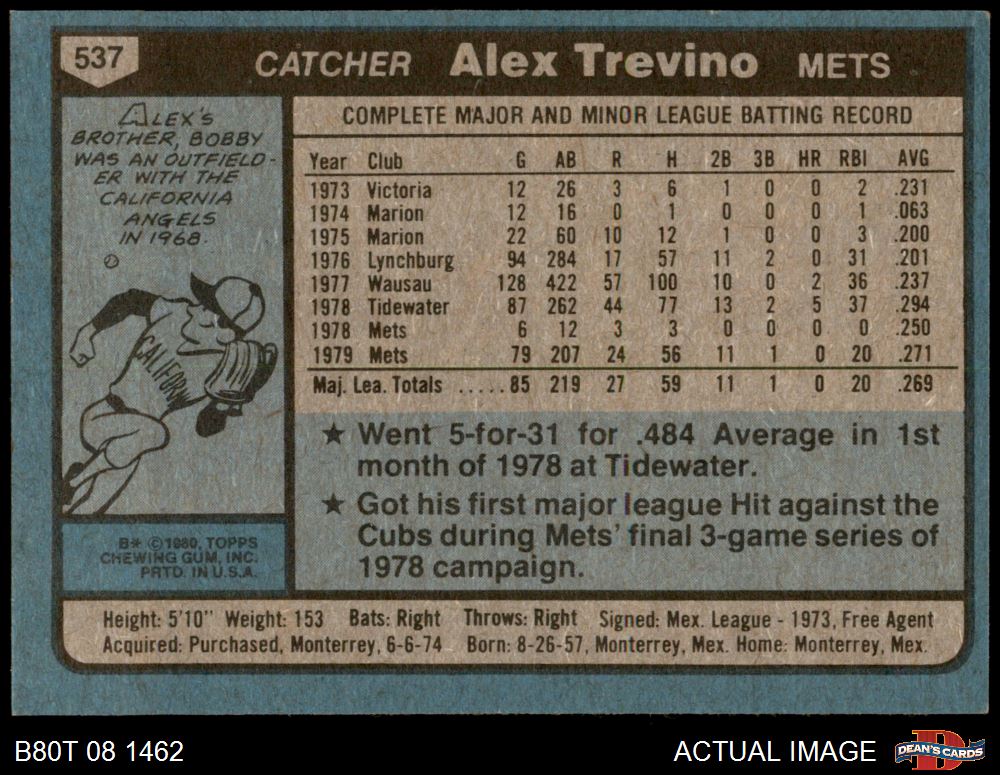 537
CATCHER Alex Trevino METS
ALEX'S
BROTHER, BOBBY
WAS AN OUTFIELD-
ER WITH THE
CALIFORNIA
ANGELS
IN 1968.
CALIFORNIA
B* ©1980, TOPPS
CHEWING GUM, INC.
PRTD. IN U.S.A.
COMPLETE MAJOR AND MINOR LEAGUE BATTING RECORD
Year Club G AB R H 2B 3B HR RBI AVG
1973 Victoria 12 26 3 6 1 0 0 2 .231
1974 Marion 12 16 0 1 0 0 0 1 .063
1975 Marion 22 60 10 12 1 0 0 3 .200
1976 Lynchburg 94 284 17 57 11 2 0 31 .201
1977 Wausau 128 422 57 100 10 0 2 36 .237
1978 Tidewater 87 262 44 77 13 2 5 37 .294
1978 Mets 6 12 3 3 0 0 0 0 .250
1979 Mets 79 207 24 56 11 1 0 20 .271
Maj. Lea. Totals .....85 219 27 59 11 1 0 20 .269
★ Went 5-for-31 for .484 Average in 1st
month of 1978 at Tidewater.
★ Got his first major league Hit against the
Cubs during Mets' final 3-game series of
1978 campaign.
Height: 5'10" Weight: 153 Bats: Right Throws: Right Signed: Mex. League - 1973, Free Agent
Acquired: Purchased, Monterrey, 6-6-74 Born: 8-26-57, Monterrey, Mex. Home: Monterrey, Mex.
B80T 08 1462
ACTUAL IMAGE
D
DEAN'S CARDS